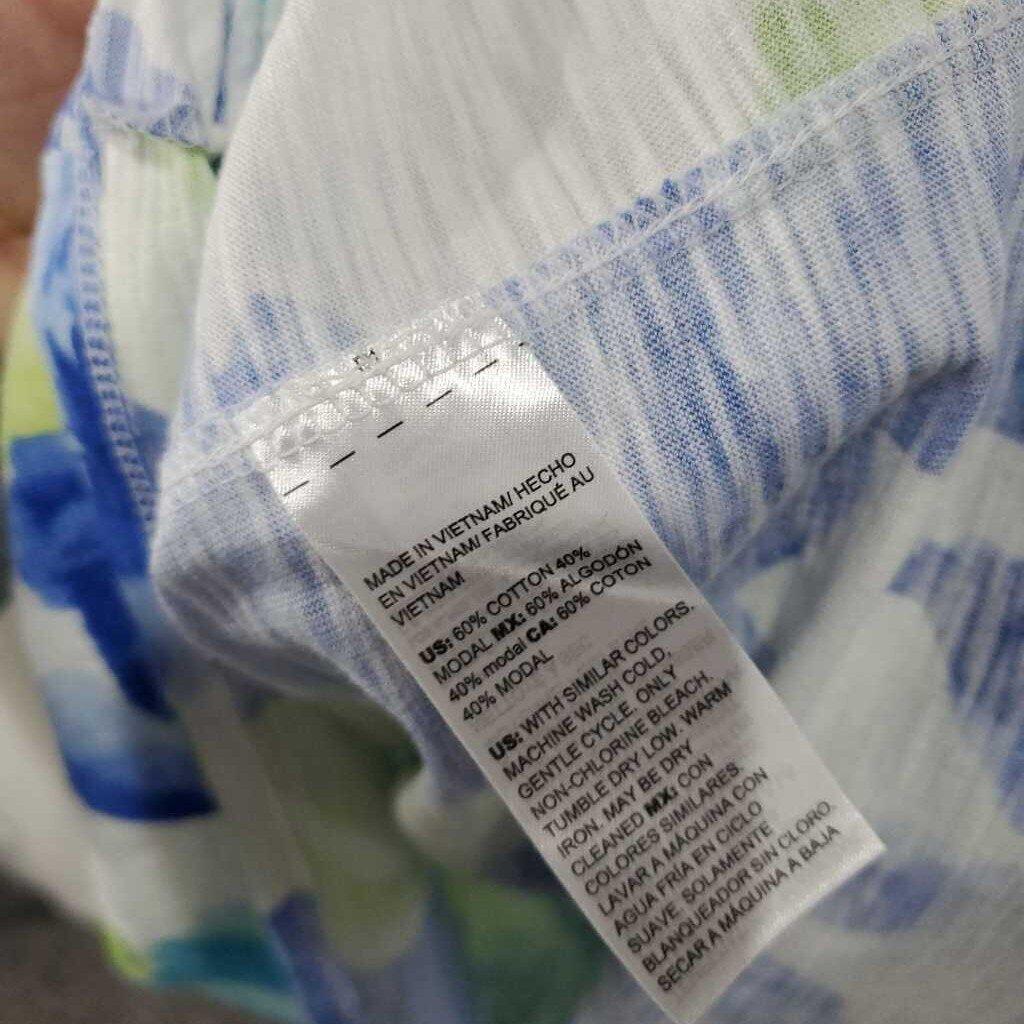 MADE IN VIETNAM/ HECHO
EN VIETNAM/ FABRIQUÉ AU
VIETNAM
US: 60% COTTON 40%
MODAL MX: 60% ALGODÓN
40% modal CA: 60% COTON
40% MODAL
US: WITH SIMILAR COLORS.
MACHINE WASH COLD,
GENTLE CYCLE. ONLY
NON-CHLORINE BLEACH.
TUMBLE DRY LOW. WARM
IRON. MAY BE DRY
CLEANED MX: CON
COLORES SIMILARES.
LAVAR A MÁQUINA CON
AGUA FRÍA EN CICLO
SUAVE. SOLAMENTE
BLANQUEADOR SIN CLORO.
SECAR A MÁQUINA A BAJA